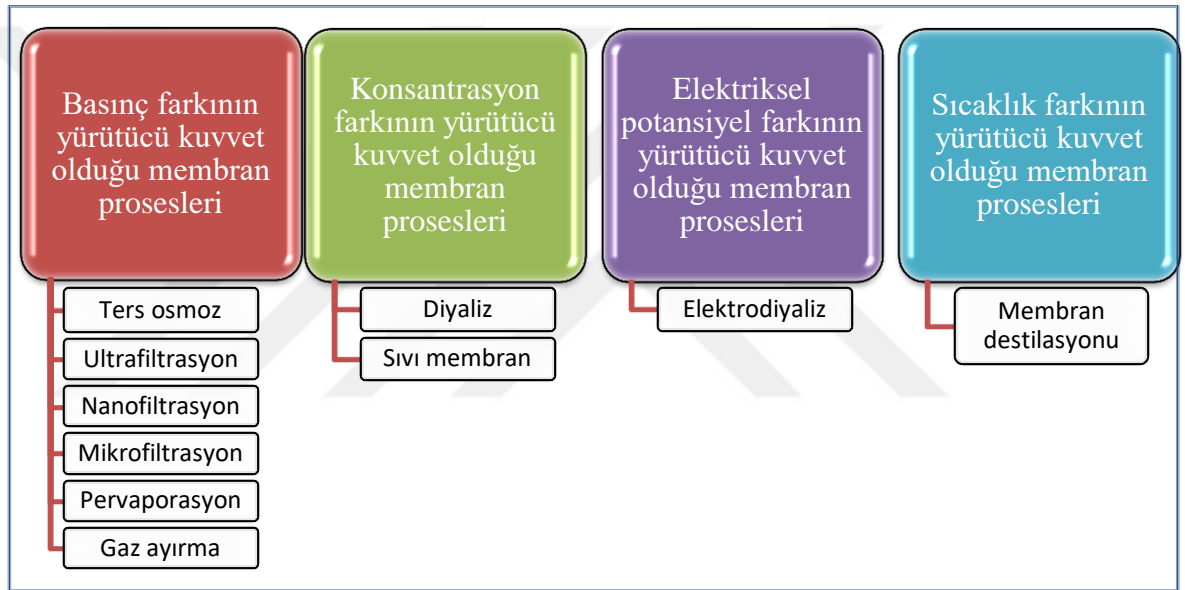 Basınç farkının
yürütücü kuvvet
olduğu membran
prosesleri
Ters osmoz
Ultrafiltrasyon
Nanofiltrasyon
Mikrofiltrasyon
Pervaporasyon
Gaz ayırma
Konsantrasyon
farkının yürütücü
kuvvet olduğu
membran
prosesleri
Diyaliz
Sıvı membran
Elektriksel
potansiyel farkının
yürütücü kuvvet
olduğu membran
prosesleri
Elektrodiyaliz
Sıcaklık farkının
yürütücü kuvvet
olduğu membran
prosesleri
Membran
destilasyonu